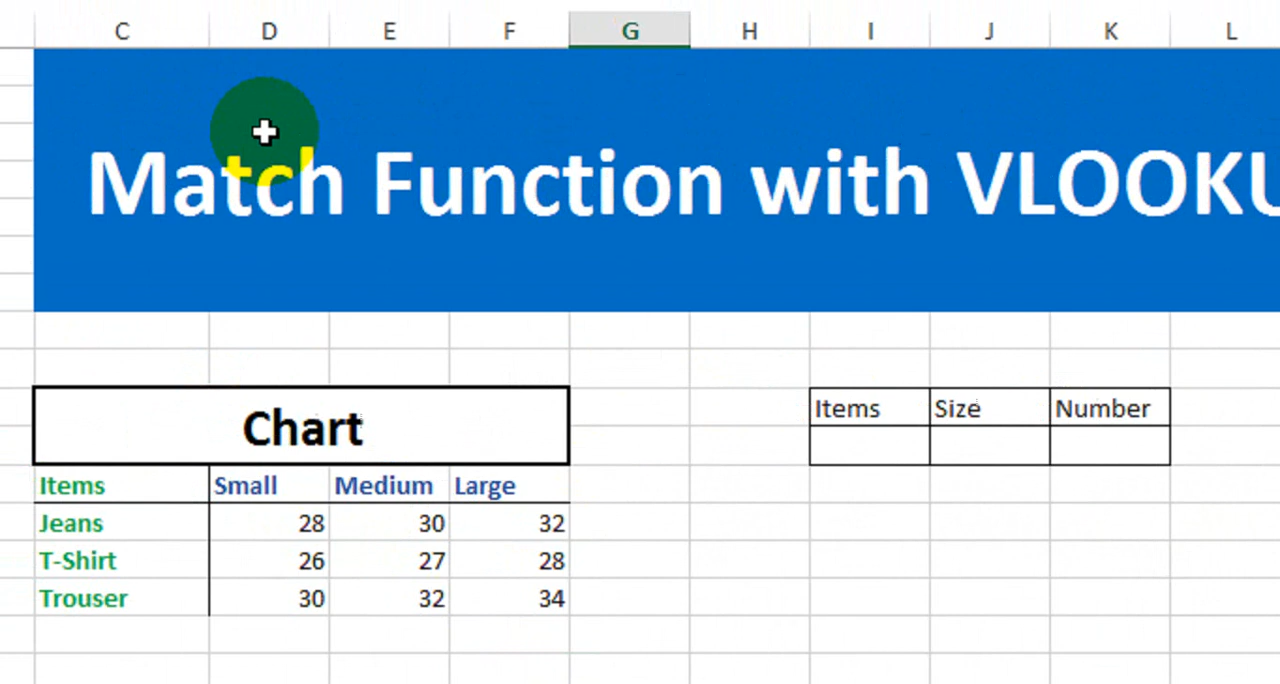 C D E F G H I J K L
Match Function with VLOOKU
Items Size Number
Chart
Items Small Medium Large
Jeans 28 30 32
T-Shirt 26 27 28
Trouser 30 32 34